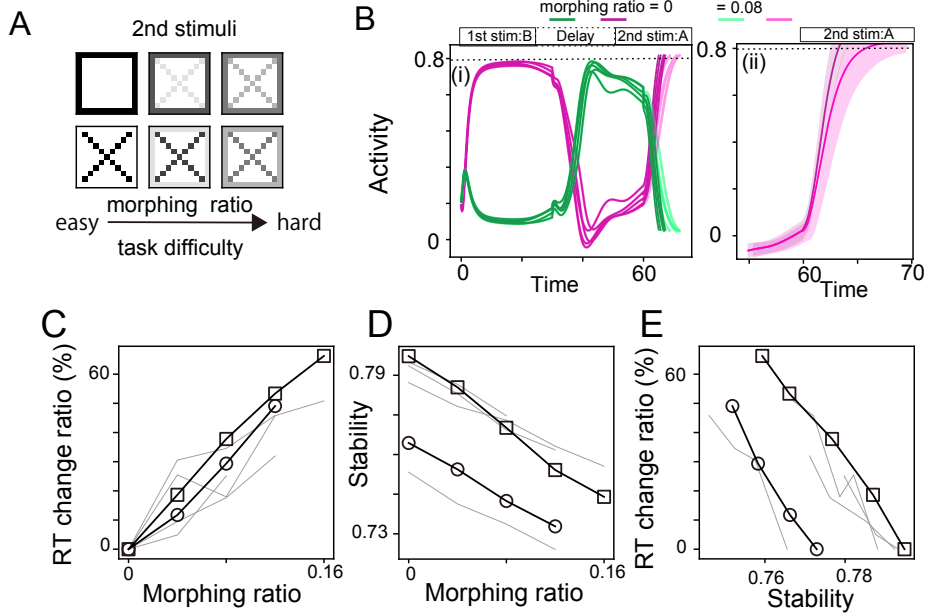 A
2nd stimuli
easy
morphing ratio
hard
task difficulty
B
morphing ratio = 0
= 0.08
1st stim:B
Delay
2nd stim:A
(i)
0.8
0
Activity
0
60
Time
2nd stim:A
(ii)
0.8
0
60
70
Time
C
RT change ratio (%)
60
0
0
0.16
Morphing ratio
D
Stability
0.79
0.73
0
0.16
Morphing ratio
E
RT change ratio (%)
60
0
0.76
0.78
Stability